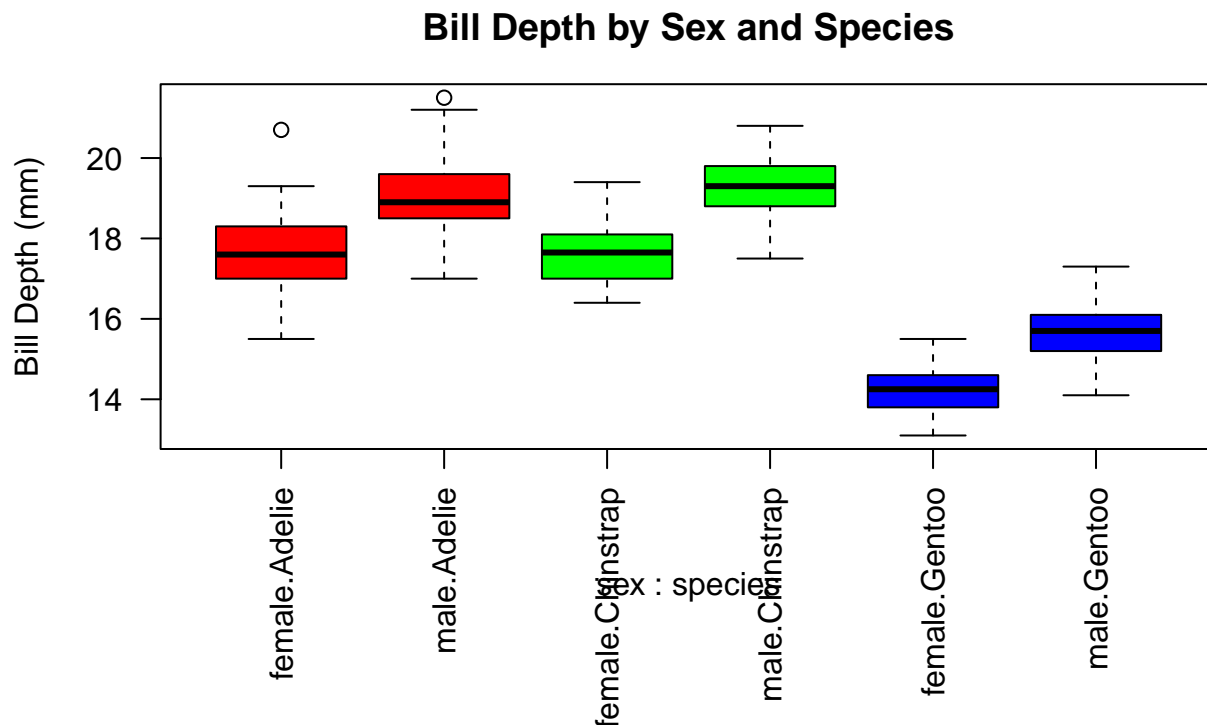 Bill Depth by Sex and Species
Bill Depth (mm)
20
18
16
14
female.Adelie
male.Adelie
female.Chinstrap
male.Chinstrap
female.Gentoo
male.Gentoo
sex : species